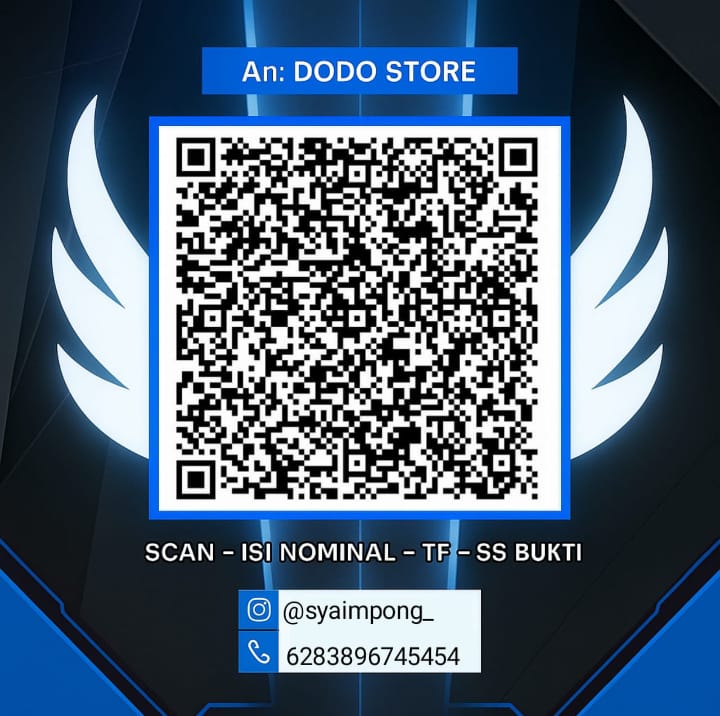 An: DODO STORE
SCAN – ISI NOMINAL – TF – SS BUKTI
@syaimpong_
6283896745454